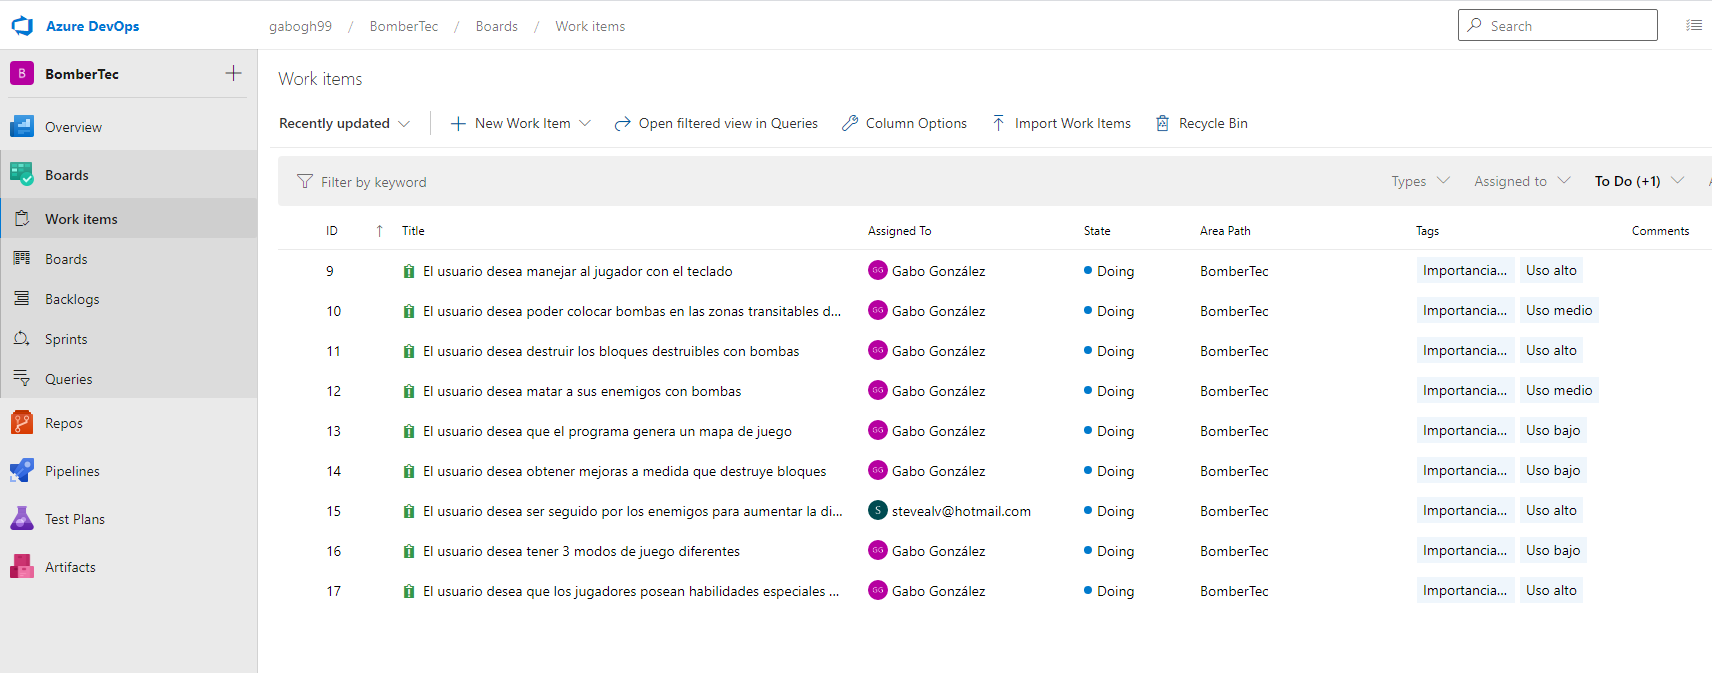 Azure DevOps
gabogh99 / BomberTec / Boards / Work items
Search
B BomberTec
Overview
Boards
Work items
Boards
Backlogs
Sprints
Queries
Repos
Pipelines
Test Plans
Artifacts
Work items
Recently updated New Work Item Open filtered view in Queries Column Options Import Work Items Recycle Bin
Filter by keyword Types Assigned to To Do (+1)
ID ↑ Title Assigned To State Area Path Tags Comments
9 El usuario desea manejar al jugador con el teclado GG Gabo González Doing BomberTec Importancia... Uso alto
10 El usuario desea poder colocar bombas en las zonas transitables d... GG Gabo González Doing BomberTec Importancia... Uso medio
11 El usuario desea destruir los bloques destruibles con bombas GG Gabo González Doing BomberTec Importancia... Uso alto
12 El usuario desea matar a sus enemigos con bombas GG Gabo González Doing BomberTec Importancia... Uso medio
13 El usuario desea que el programa genera un mapa de juego GG Gabo González Doing BomberTec Importancia... Uso bajo
14 El usuario desea obtener mejoras a medida que destruye bloques GG Gabo González Doing BomberTec Importancia... Uso bajo
15 El usuario desea ser seguido por los enemigos para aumentar la di... S stevealv@hotmail.com Doing BomberTec Importancia... Uso alto
16 El usuario desea tener 3 modos de juego diferentes GG Gabo González Doing BomberTec Importancia... Uso bajo
17 El usuario desea que los jugadores posean habilidades especiales ... GG Gabo González Doing BomberTec Importancia... Uso alto